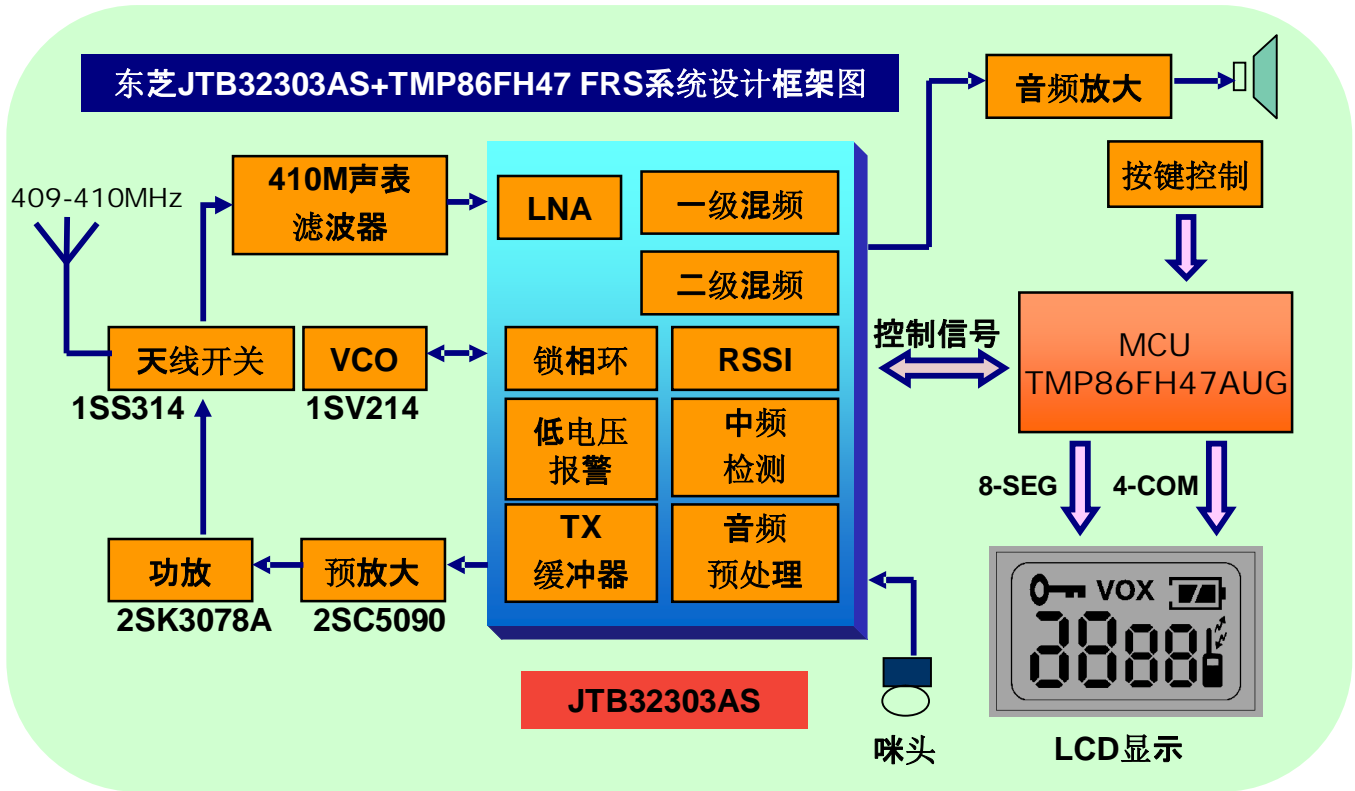 东芝JTB32303AS+TMP86FH47 FRS系统设计框架图
音频放大
409-410MHz
410M声表
滤波器
LNA
一级混频
按键控制
二级混频
天线开关
1SS314
VCO
1SV214
锁相环
RSSI
控制信号
MCU
TMP86FH47AUG
低电压
报警
中频
检测
8-SEG
4-COM
功放
2SK3078A
预放大
2SC5090
TX
缓冲器
音频
预处理
VOX
3888
JTB32303AS
咪头
LCD显示